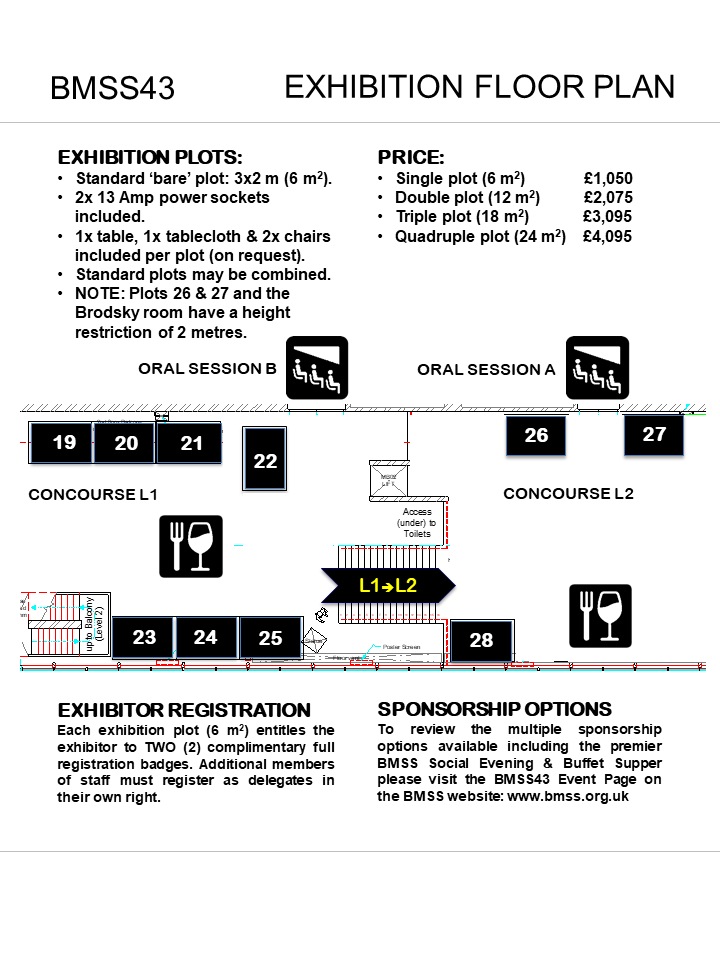 BMSS43
EXHIBITION FLOOR PLAN
EXHIBITION PLOTS:
• Standard ‘bare’ plot: 3x2 m (6 m²).
• 2x 13 Amp power sockets
included.
• 1x table, 1x tablecloth & 2x chairs
included per plot (on request).
• Standard plots may be combined.
• NOTE: Plots 26 & 27 and the
Brodsky room have a height
restriction of 2 metres.
PRICE:
• Single plot (6 m²) £1,050
• Double plot (12 m²) £2,075
• Triple plot (18 m²) £3,095
• Quadruple plot (24 m²) £4,095
ORAL SESSION B
ORAL SESSION A
19
20
21
22
26
27
CONCOURSE L1
CONCOURSE L2
Access
(under) to
Toilets
L1➔L2
up to Balcony
(Level 2)
23
24
25
28
Poster Screen
EXHIBITOR REGISTRATION
Each exhibition plot (6 m²) entitles the
exhibitor to TWO (2) complimentary full
registration badges. Additional members
of staff must register as delegates in
their own right.
SPONSORSHIP OPTIONS
To review the multiple sponsorship
options available including the premier
BMSS Social Evening & Buffet Supper
please visit the BMSS43 Event Page on
the BMSS website: www.bmss.org.uk